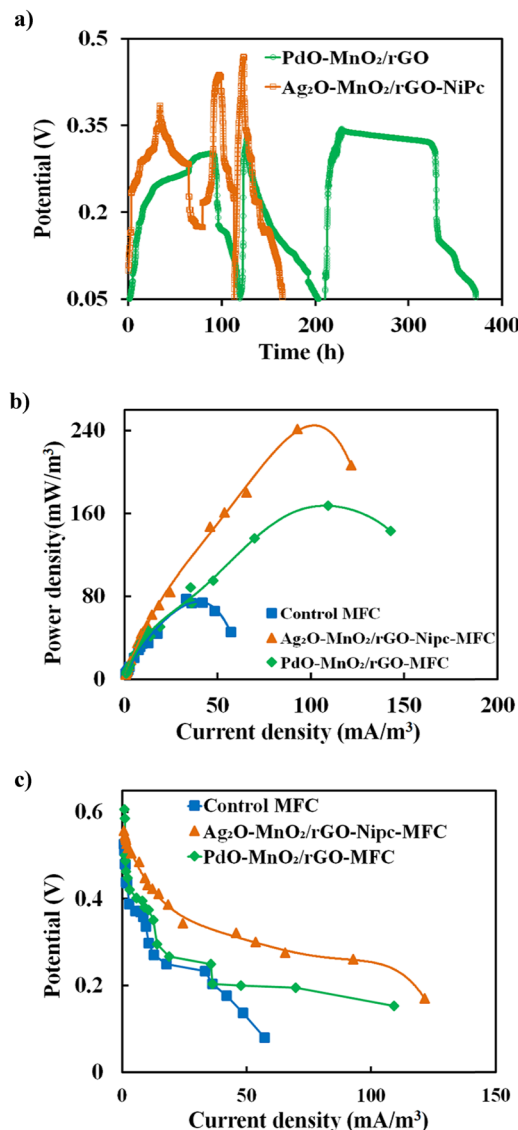 a)
0.5
0.35
0.2
0.05
Potential (V)
PdO-MnO₂/rGO
Ag₂O-MnO₂/rGO-NiPc
0 100 200 300 400
Time (h)
b)
240
160
80
0
Power density(mW/m³)
Control MFC
Ag₂O-MnO₂/rGO-Nipc-MFC
PdO-MnO₂/rGO-MFC
0 50 100 150 200
Current density (mA/m³)
c)
0.6
0.4
0.2
0
Potential (V)
Control MFC
Ag₂O-MnO₂/rGO-Nipc-MFC
PdO-MnO₂/rGO-MFC
0 50 100 150
Current density (mA/m³)